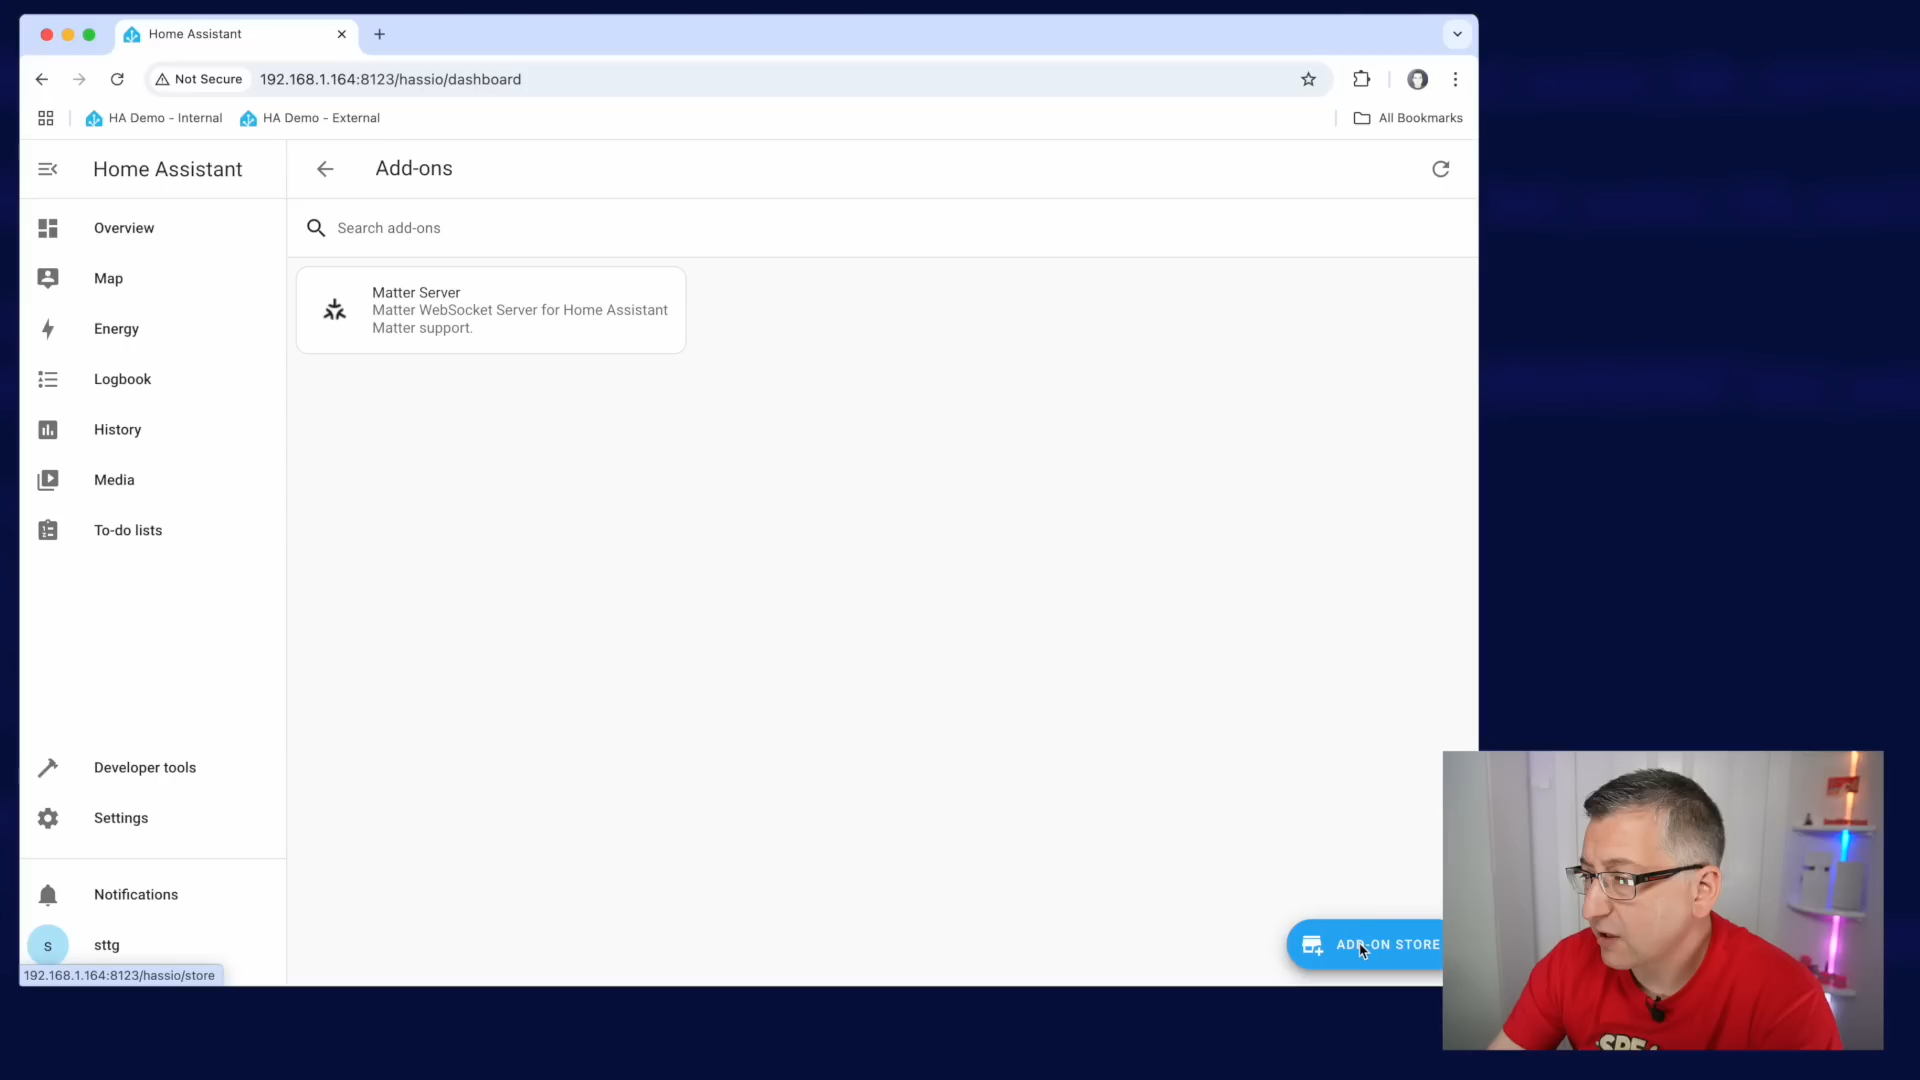 Home Assistant
Not Secure
192.168.1.164:8123/hassio/dashboard
HA Demo - Internal
HA Demo - External
All Bookmarks
Home Assistant
Add-ons
Search add-ons
Overview
Map
Energy
Logbook
History
Media
To-do lists
Matter Server
Matter WebSocket Server for Home Assistant
Matter support.
Developer tools
Settings
Notifications
s
sttg
192.168.1.164:8123/hassio/store
ADD-ON STORE